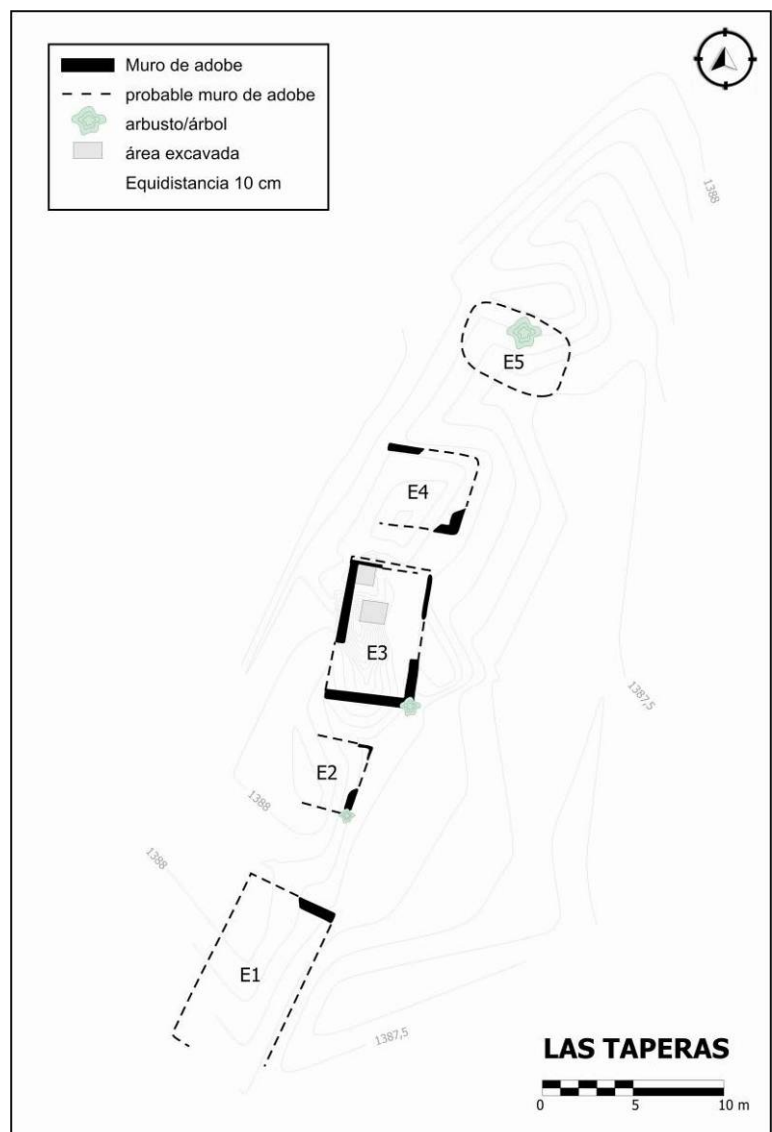 Muro de adobe
probable muro de adobe
arbusto/árbol
área excavada
Equidistancia 10 cm
1388
E5
E4
E3
1387,5
E2
1388
1388
E1
1387,5
LAS TAPERAS
0 5 10 m